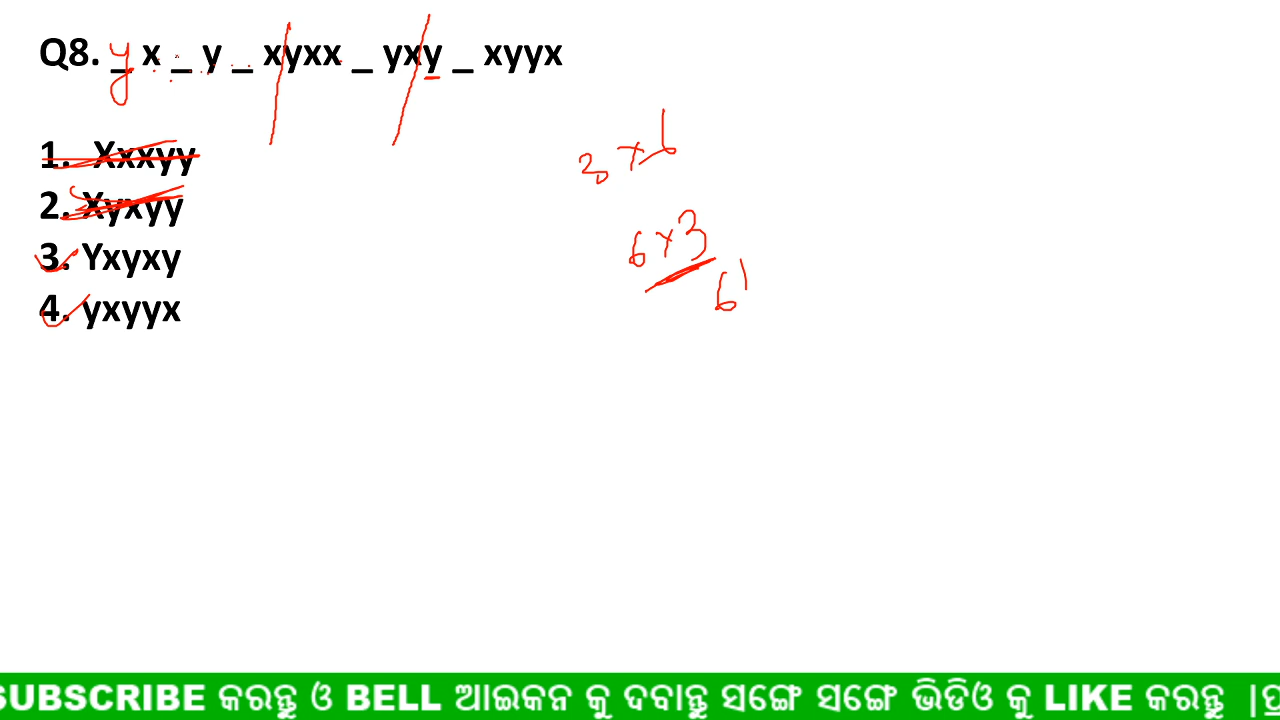 Q8. y x _ y _ xyxx _ yxy _ xyyx
1. Xxxyy
3 x 6
2. Xyxyy
3. Yxyxy
6 x 3
6
4. yxyyx
SUBSCRIBE କରନ୍ତୁ ଓ BELL ଆଇକନ କୁ ଦବାନ୍ତୁ ସଙ୍ଗେ ସଙ୍ଗେ ଭିଡିଓ କୁ LIKE କରନ୍ତୁ |